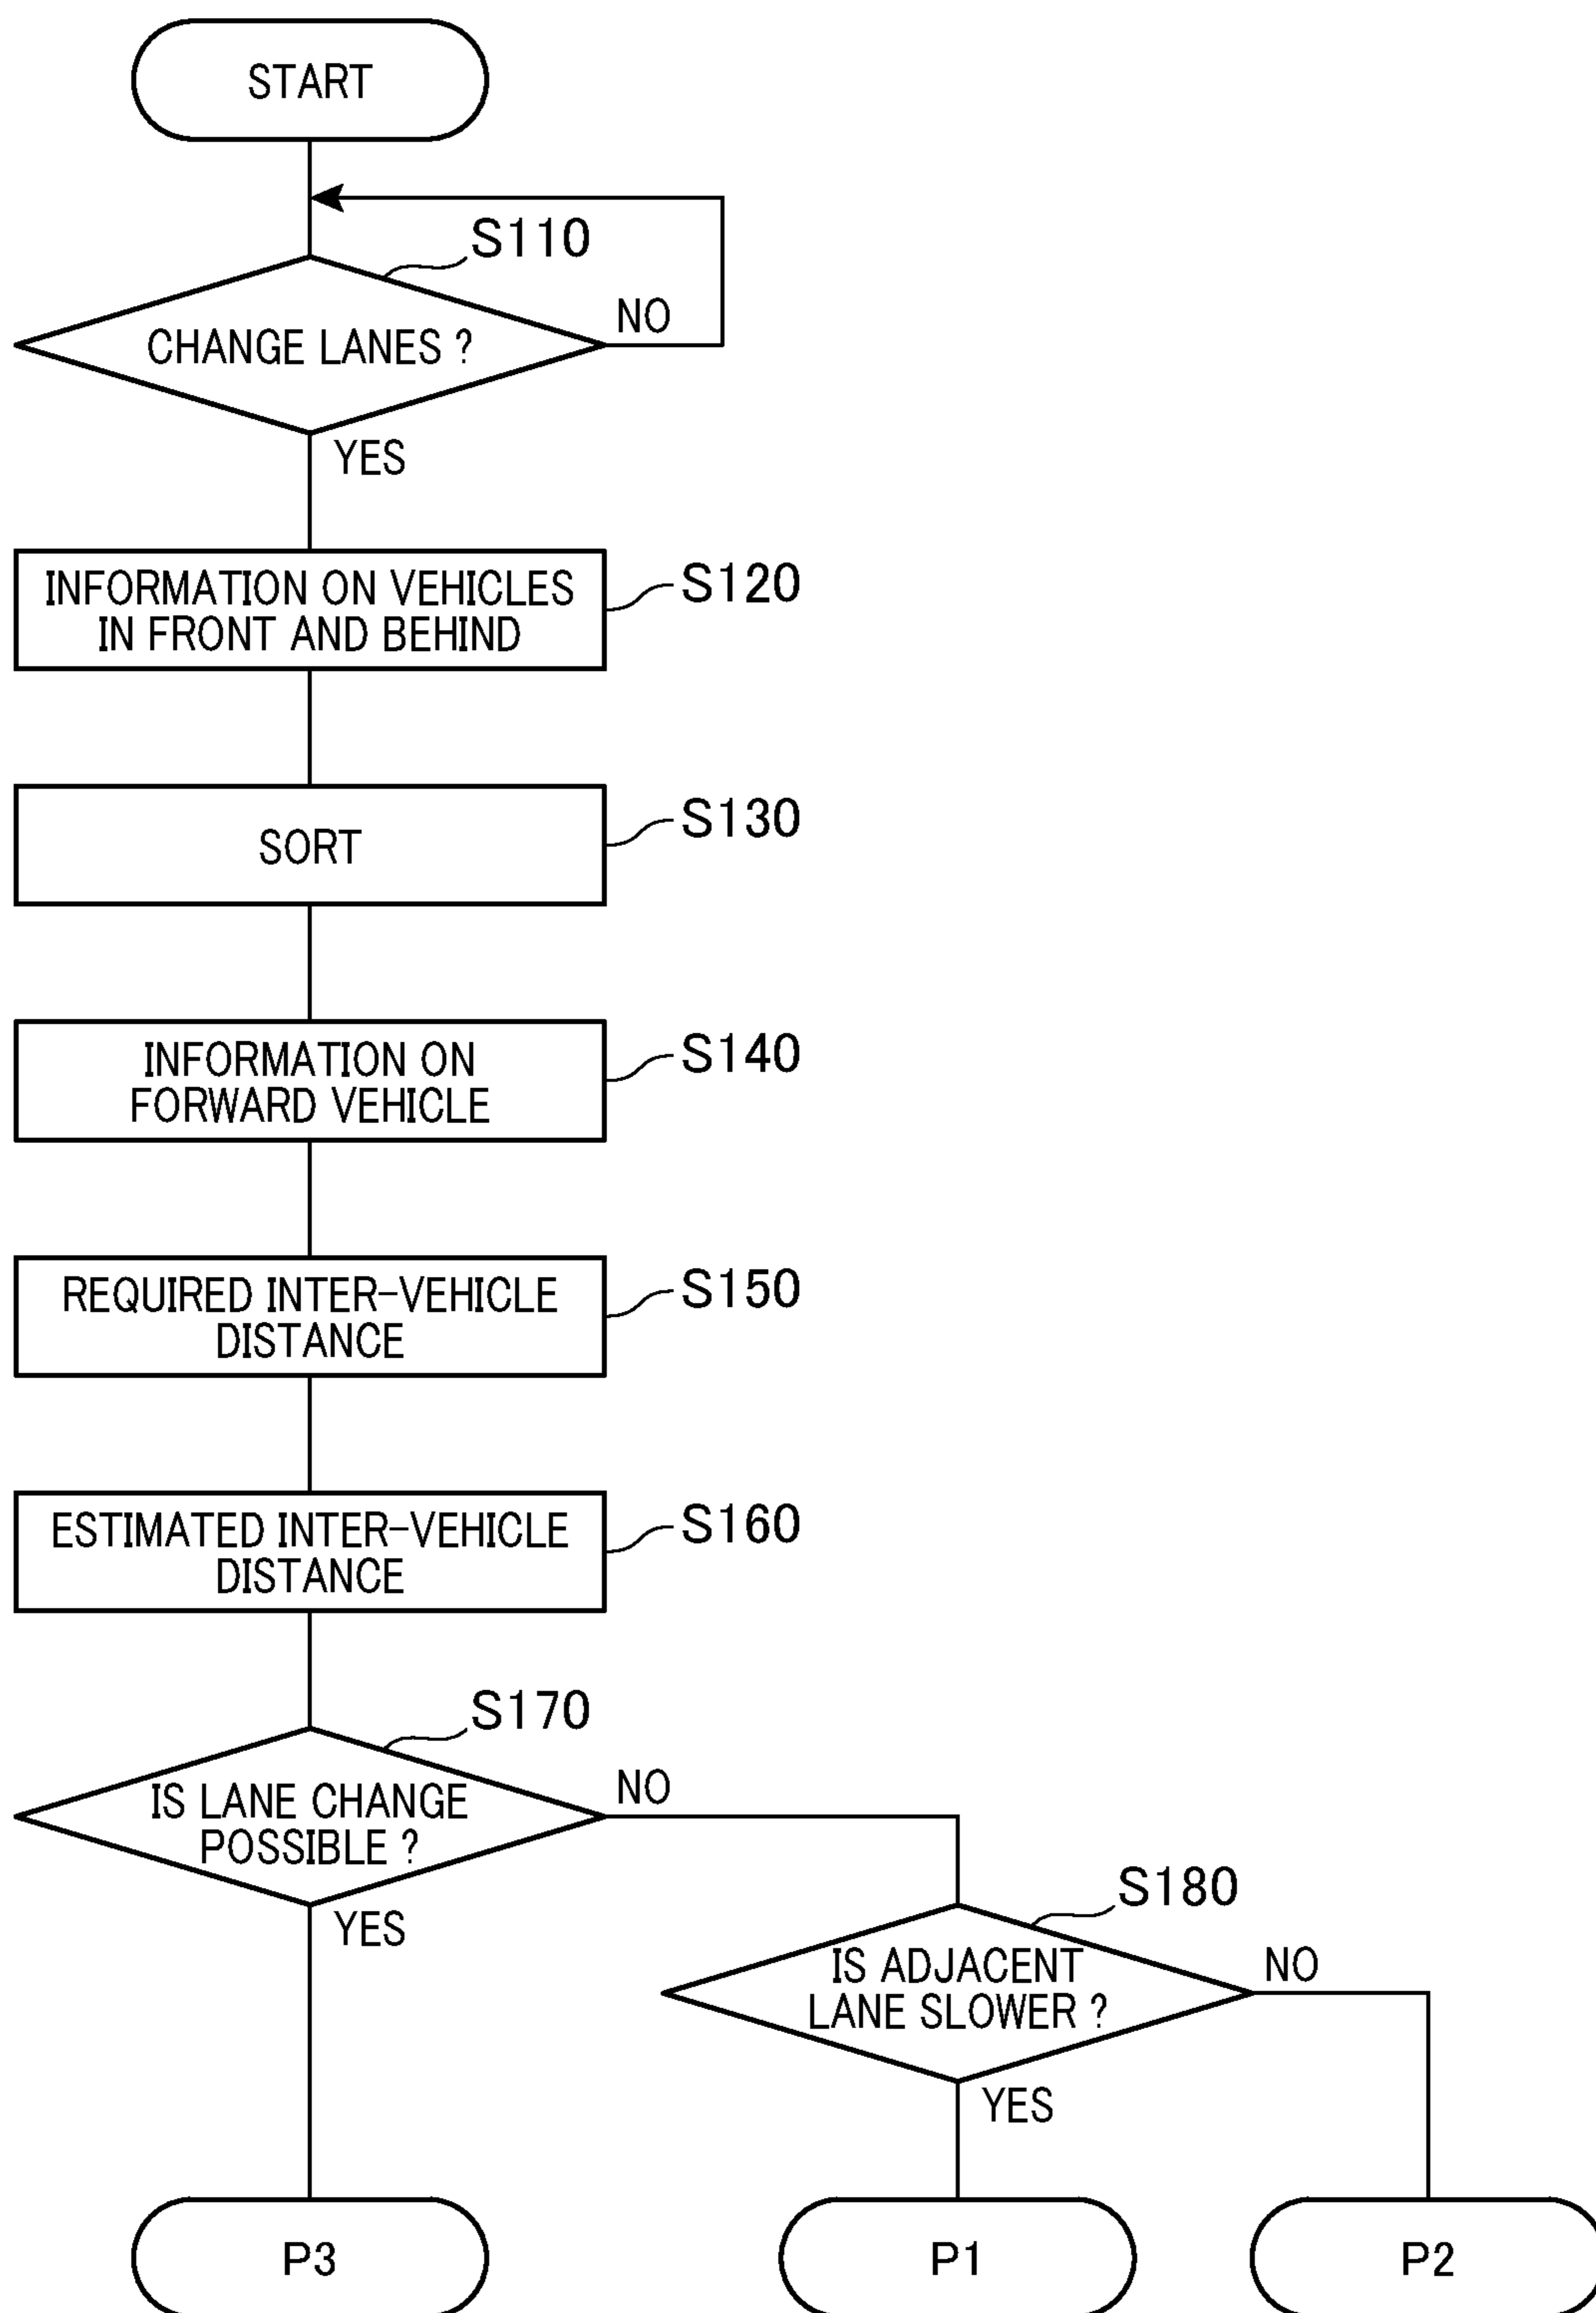 START
S110
CHANGE LANES ?
NO
YES
INFORMATION ON VEHICLES
IN FRONT AND BEHIND
S120
SORT
S130
INFORMATION ON
FORWARD VEHICLE
S140
REQUIRED INTER-VEHICLE
DISTANCE
S150
ESTIMATED INTER-VEHICLE
DISTANCE
S160
S170
IS LANE CHANGE
POSSIBLE ?
NO
YES
S180
IS ADJACENT
LANE SLOWER ?
NO
YES
P3
P1
P2